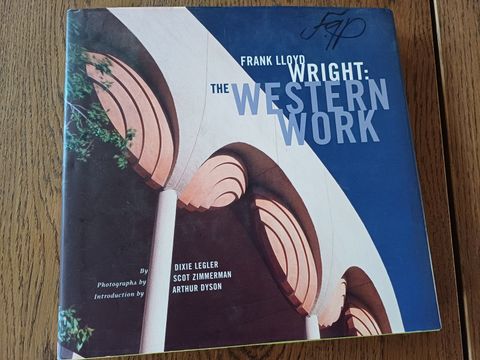 FRANK LLOYD
WRIGHT:
THE WESTERN
WORK
By DIXIE LEGLER
Photographs by SCOT ZIMMERMAN
Introduction by ARTHUR DYSON